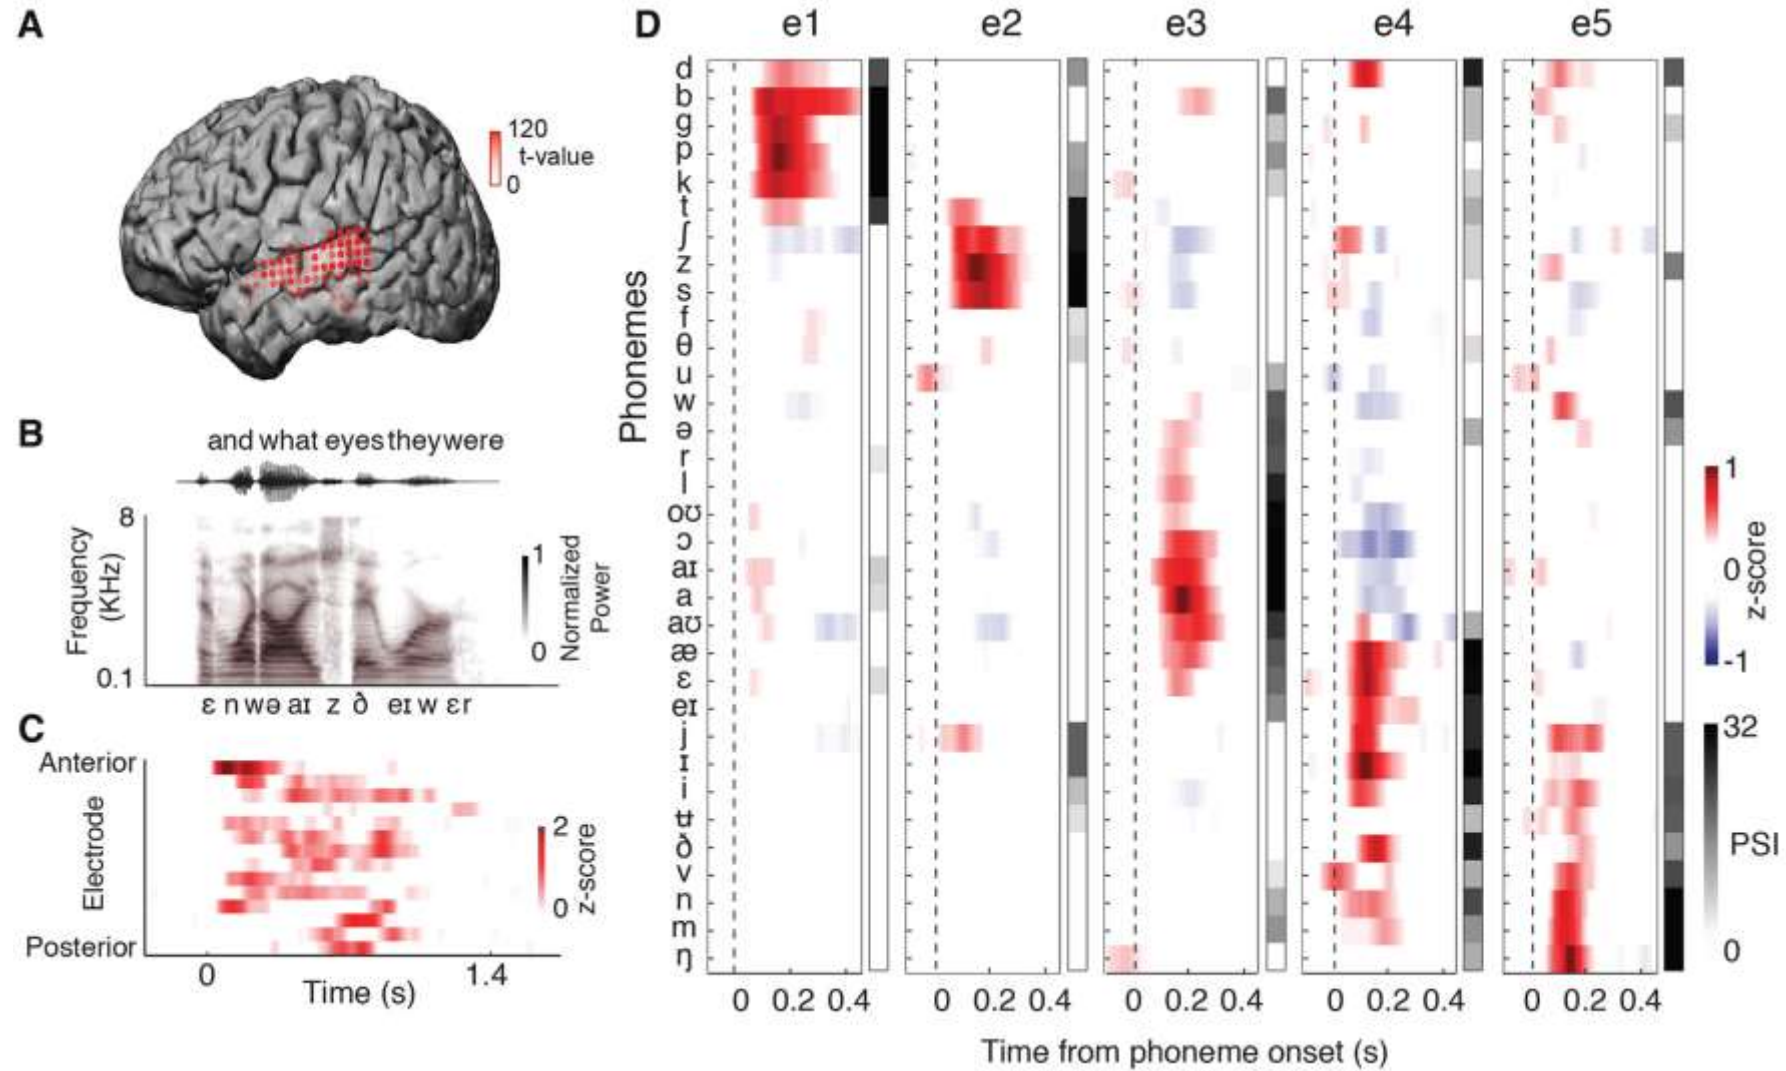 A
120
t-value
0
B
and what eyes they were
8
Frequency
(KHz)
0.1
1
Normalized
Power
0
ɛ n w ə aɪ z ð eɪ w ɛ r
C
Anterior
Electrode
Posterior
2
z-score
0
0 1.4
Time (s)
D
e1 e2 e3 e4 e5
Phonemes
d
b
g
p
k
t
ʃ
z
s
f
θ
u
w
ə
r
l
oʊ
ɔ
aɪ
a
aʊ
æ
ɛ
eɪ
j
ɪ
i
ʉ
ð
v
n
m
ŋ
0 0.2 0.4 0 0.2 0.4 0 0.2 0.4 0 0.2 0.4 0 0.2 0.4
Time from phoneme onset (s)
1
0
-1
z-score
32
PSI
0